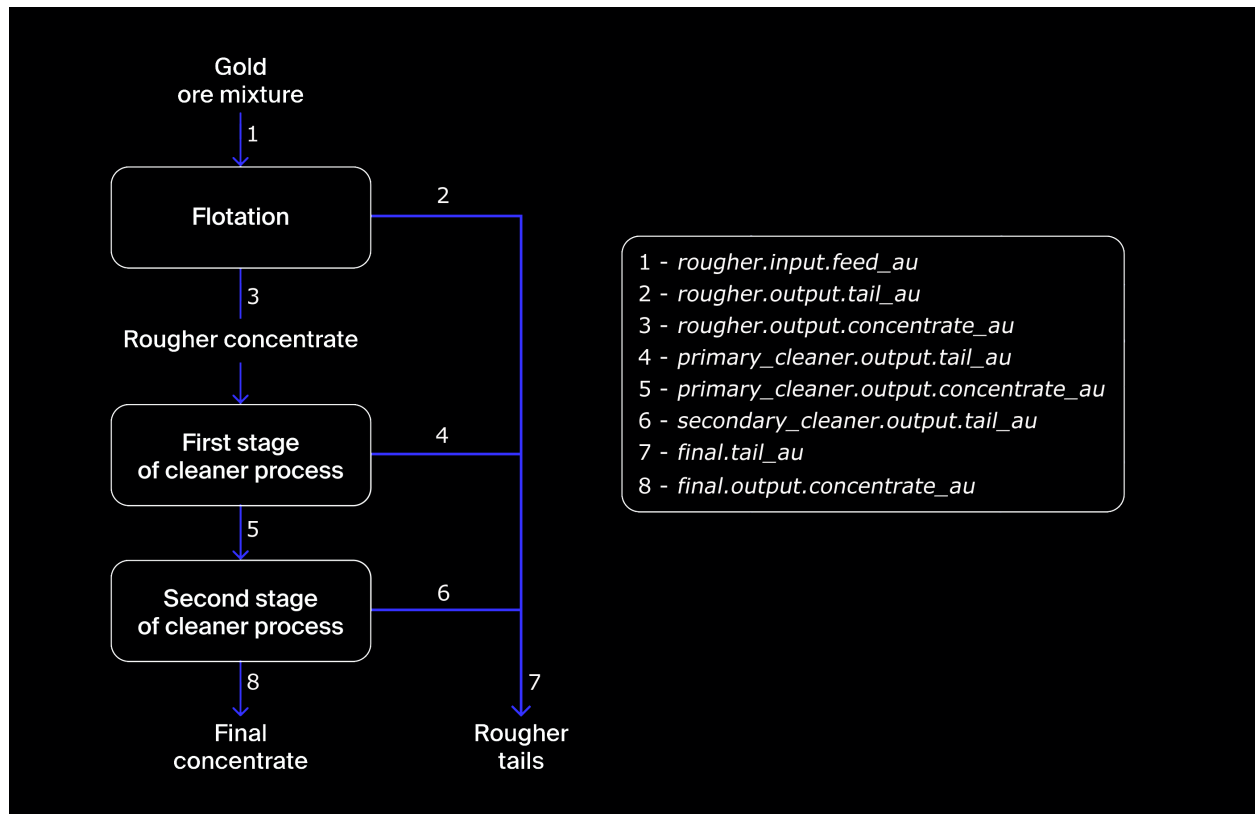 Gold
ore mixture
1
Flotation
2
3
Rougher concentrate
First stage
of cleaner process
4
5
Second stage
of cleaner process
6
8
7
Final
concentrate
Rougher
tails
1 - rougher.input.feed_au
2 - rougher.output.tail_au
3 - rougher.output.concentrate_au
4 - primary_cleaner.output.tail_au
5 - primary_cleaner.output.concentrate_au
6 - secondary_cleaner.output.tail_au
7 - final.tail_au
8 - final.output.concentrate_au